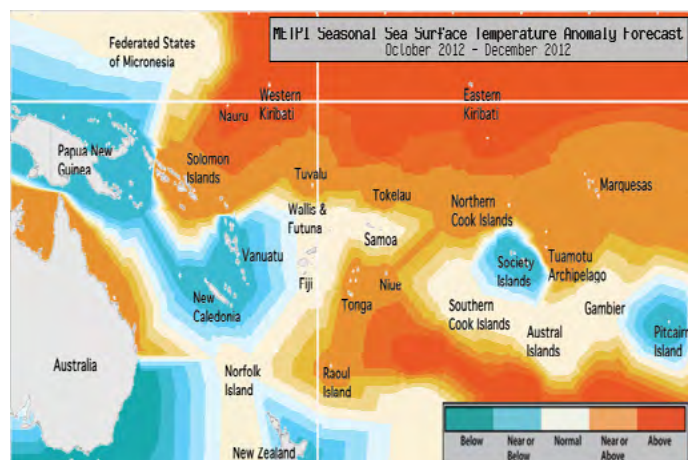 METPI Seasonal Sea Surface Temperature Anomaly Forecast
October 2012 - December 2012
Federated States
of Micronesia
Western
Kiribati
Eastern
Kiribati
Nauru
Papua New
Guinea
Solomon
Islands
Tuvalu
Tokelau
Marquesas
Northern
Cook Islands
Wallis &
Futuna
Samoa
Vanuatu
Society
Islands
Tuamotu
Archipelago
Fiji
Niue
New
Caledonia
Tonga
Southern
Cook Islands
Gambier
Austral
Islands
Pitcairn
Island
Australia
Norfolk
Island
Raoul
Island
New Zealand
Below
Near or
Below
Normal
Near or
Above
Above